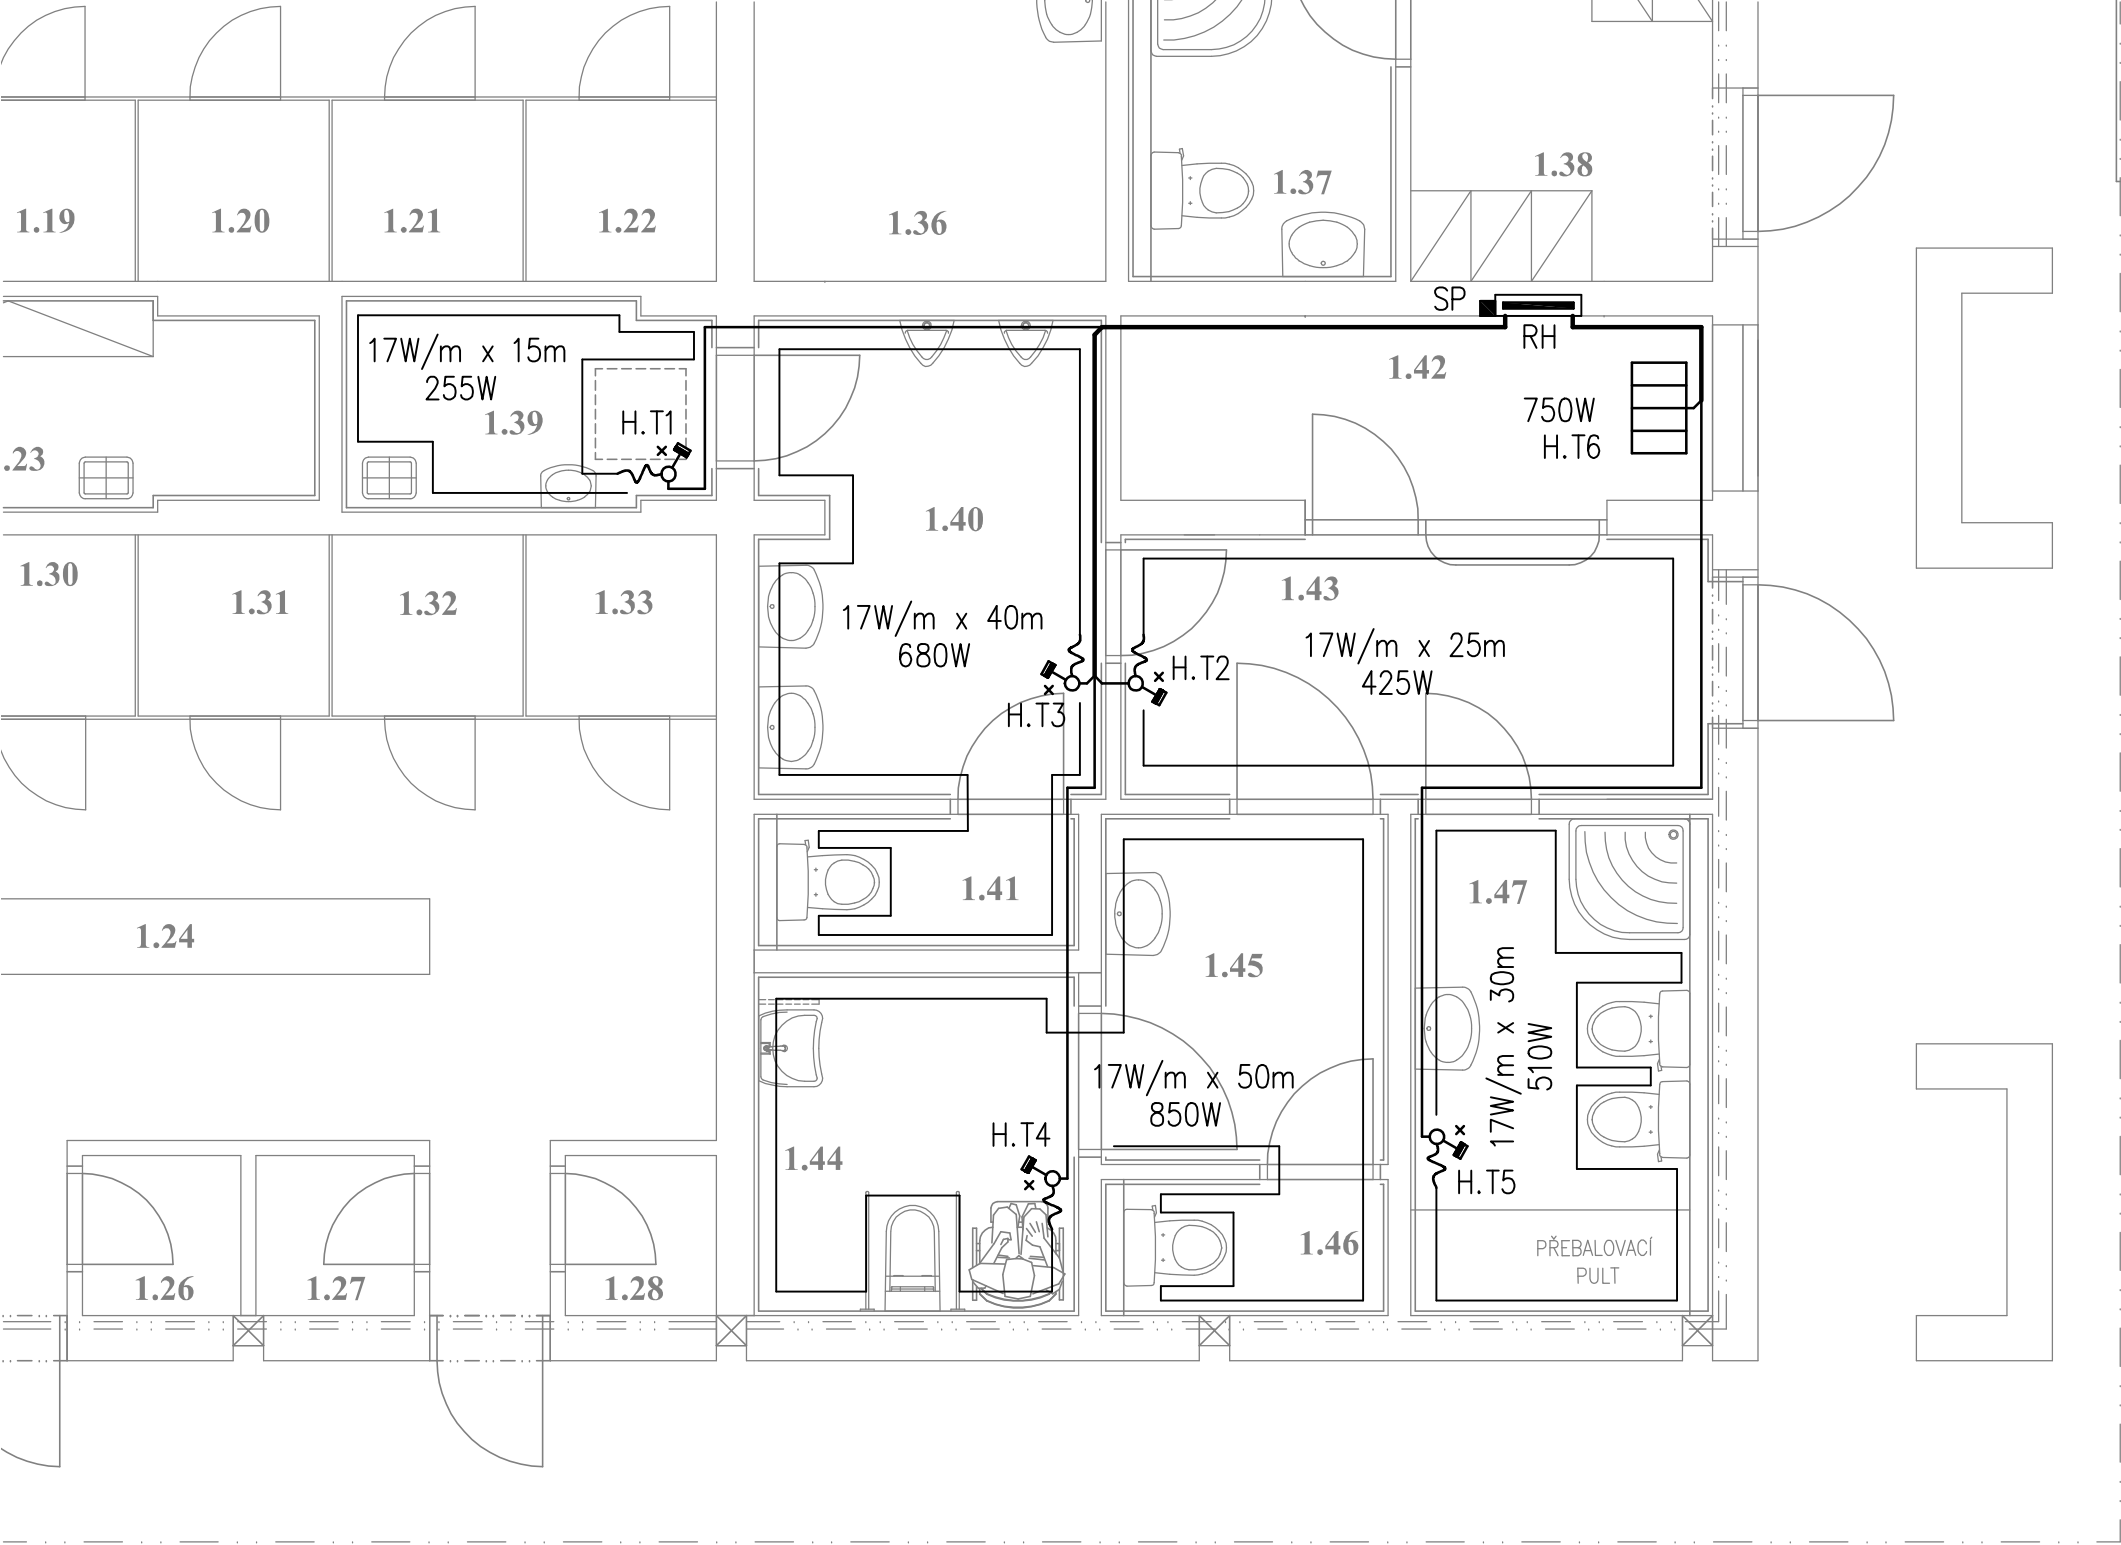 1.38
1.37
1.19
1.20
1.21
1.22
1.36
SP
RH
17W/m x 15m
255W
1.39
H.T1
1.42
750W
H.T6
.23
1.40
1.30
1.31
1.32
1.33
1.43
17W/m x 40m
680W
H.T3
H.T2
17W/m x 25m
425W
1.41
1.47
1.24
1.45
17W/m x 30m
510W
17W/m x 50m
850W
H.T4
1.44
H.T5
1.46
PŘEBALOVACÍ
PULT
1.26
1.27
1.28